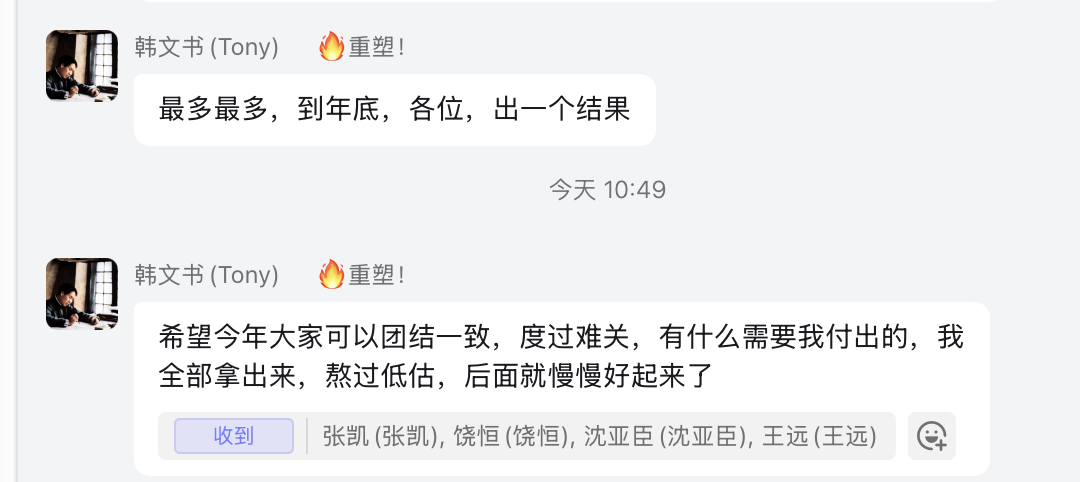 韩文书(Tony) 🔥重塑!
最多最多，到年底，各位，出一个结果
今天 10:49
韩文书(Tony) 🔥重塑!
希望今年大家可以团结一致，度过难关，有什么需要我付出的，我
全部拿出来，熬过低估，后面就慢慢好起来了
收到 张凯(张凯), 饶恒(饶恒), 沈亚臣(沈亚臣), 王远(王远)